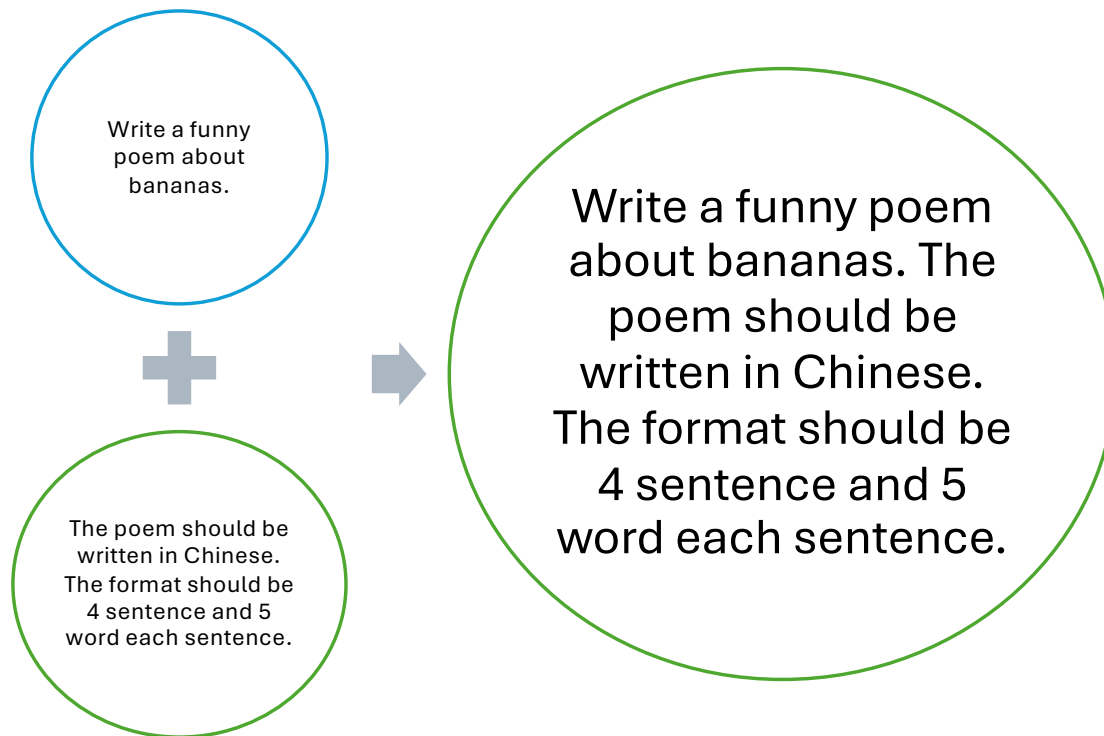 Write a funny
poem about
bananas.
The poem should be
written in Chinese.
The format should be
4 sentence and 5
word each sentence.
Write a funny poem
about bananas. The
poem should be
written in Chinese.
The format should be
4 sentence and 5
word each sentence.